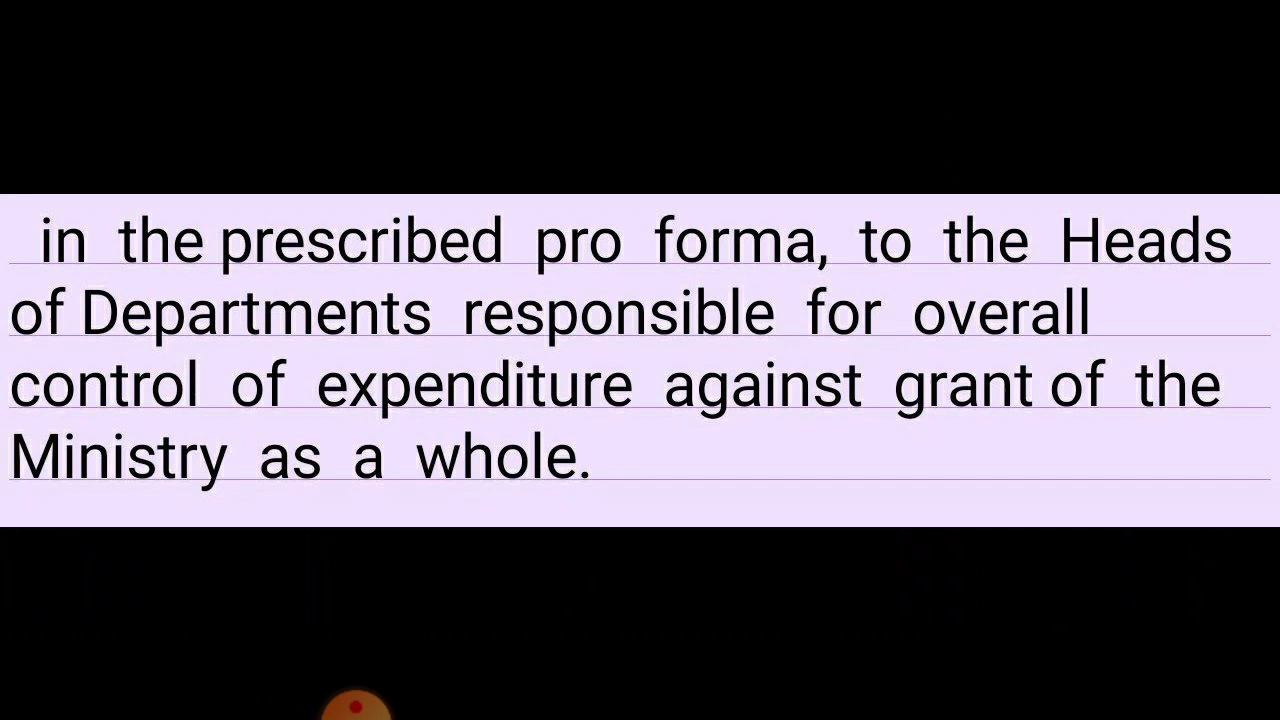 in the prescribed pro forma, to the Heads
of Departments responsible for overall
control of expenditure against grant of the
Ministry as a whole.